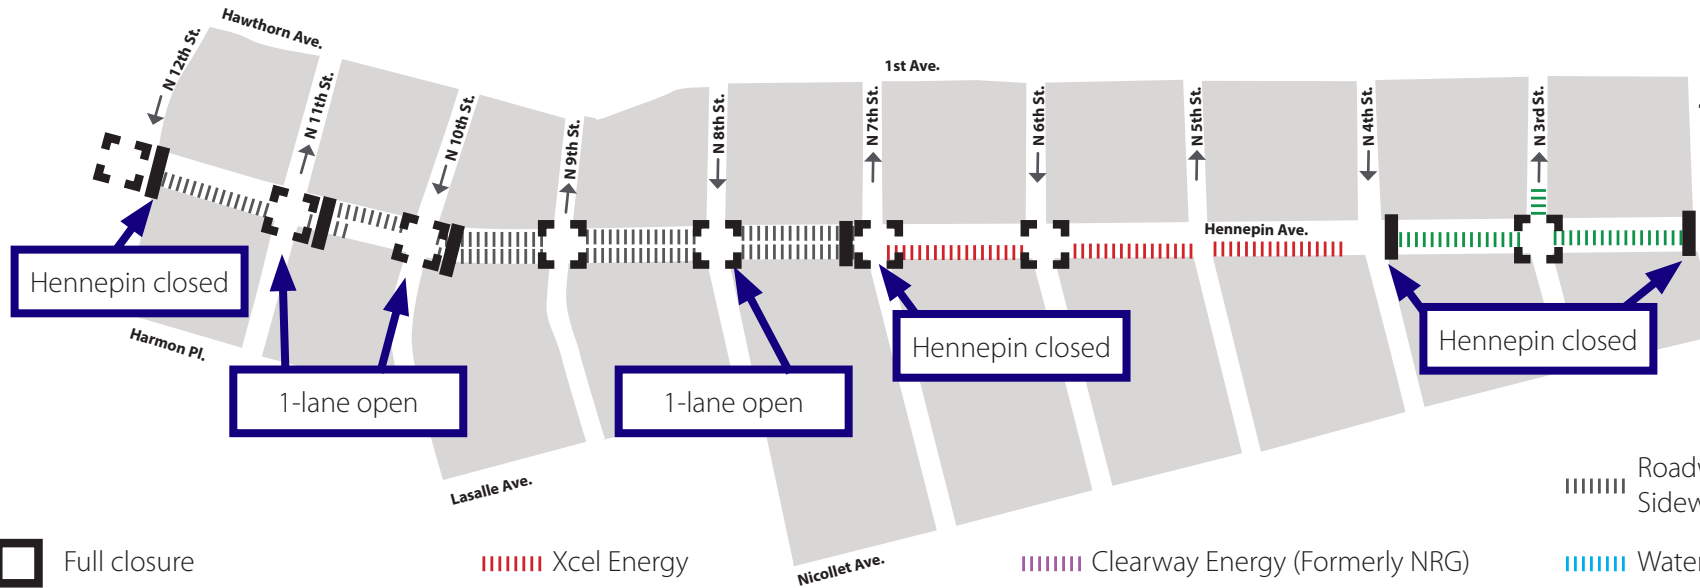 Hawthorn Ave.
N 12th St.
N 11th St.
N 10th St.
N 9th St.
N 8th St.
1st Ave.
N 7th St.
N 6th St.
N 5th St.
N 4th St.
N 3rd St.
Hennepin Ave.
Hennepin closed
Harmon Pl.
1-lane open
1-lane open
Hennepin closed
Hennepin closed
Lasalle Ave.
Nicollet Ave.
Full closure
Xcel Energy
Clearway Energy (Formerly NRG)